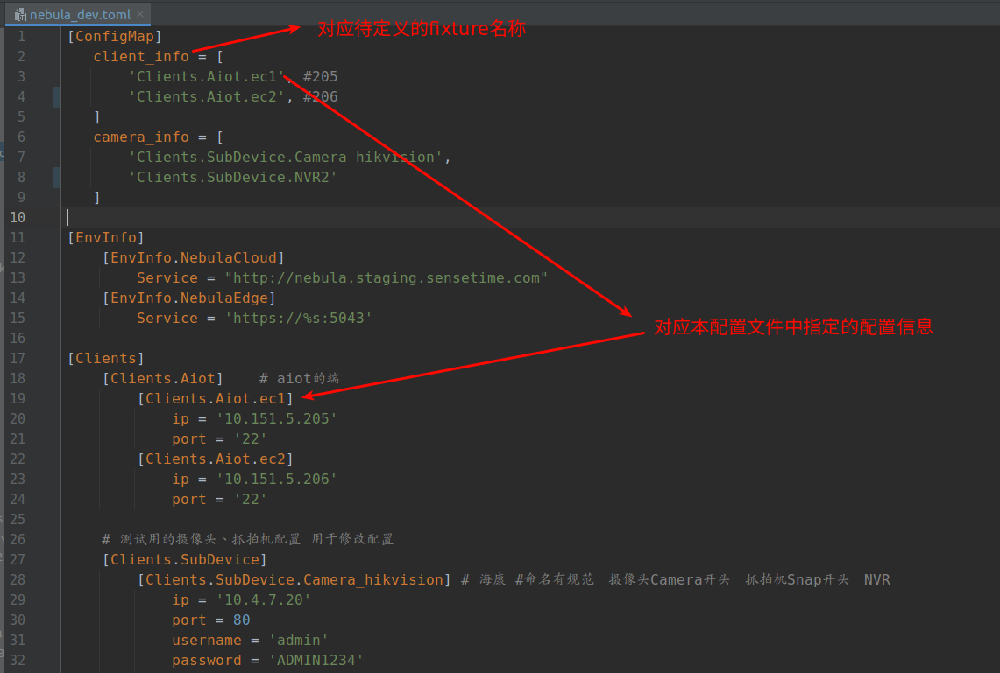 nebula_dev.toml
对应待定义的fixture名称
1 [ConfigMap]
2 client_info = [
3 'Clients.Aiot.ec1', #205
4 'Clients.Aiot.ec2', #206
5 ]
6 camera_info = [
7 'Clients.SubDevice.Camera_hikvision',
8 'Clients.SubDevice.NVR2'
9 ]
10
11 [EnvInfo]
12 [EnvInfo.NebulaCloud]
13 Service = "http://nebula.staging.sensetime.com"
14 [EnvInfo.NebulaEdge]
15 Service = 'https://%s:5043'
对应本配置文件中指定的配置信息
16
17 [Clients]
18 [Clients.Aiot] # aiot的端
19 [Clients.Aiot.ec1]
20 ip = '10.151.5.205'
21 port = '22'
22 [Clients.Aiot.ec2]
23 ip = '10.151.5.206'
24 port = '22'
25
26 # 测试用的摄像头、抓拍机配置 用于修改配置
27 [Clients.SubDevice]
28 [Clients.SubDevice.Camera_hikvision] # 海康 #命名有规范 摄像头Camera开头 抓拍机Snap开头 NVR
29 ip = '10.4.7.20'
30 port = 80
31 username = 'admin'
32 password = 'ADMIN1234'